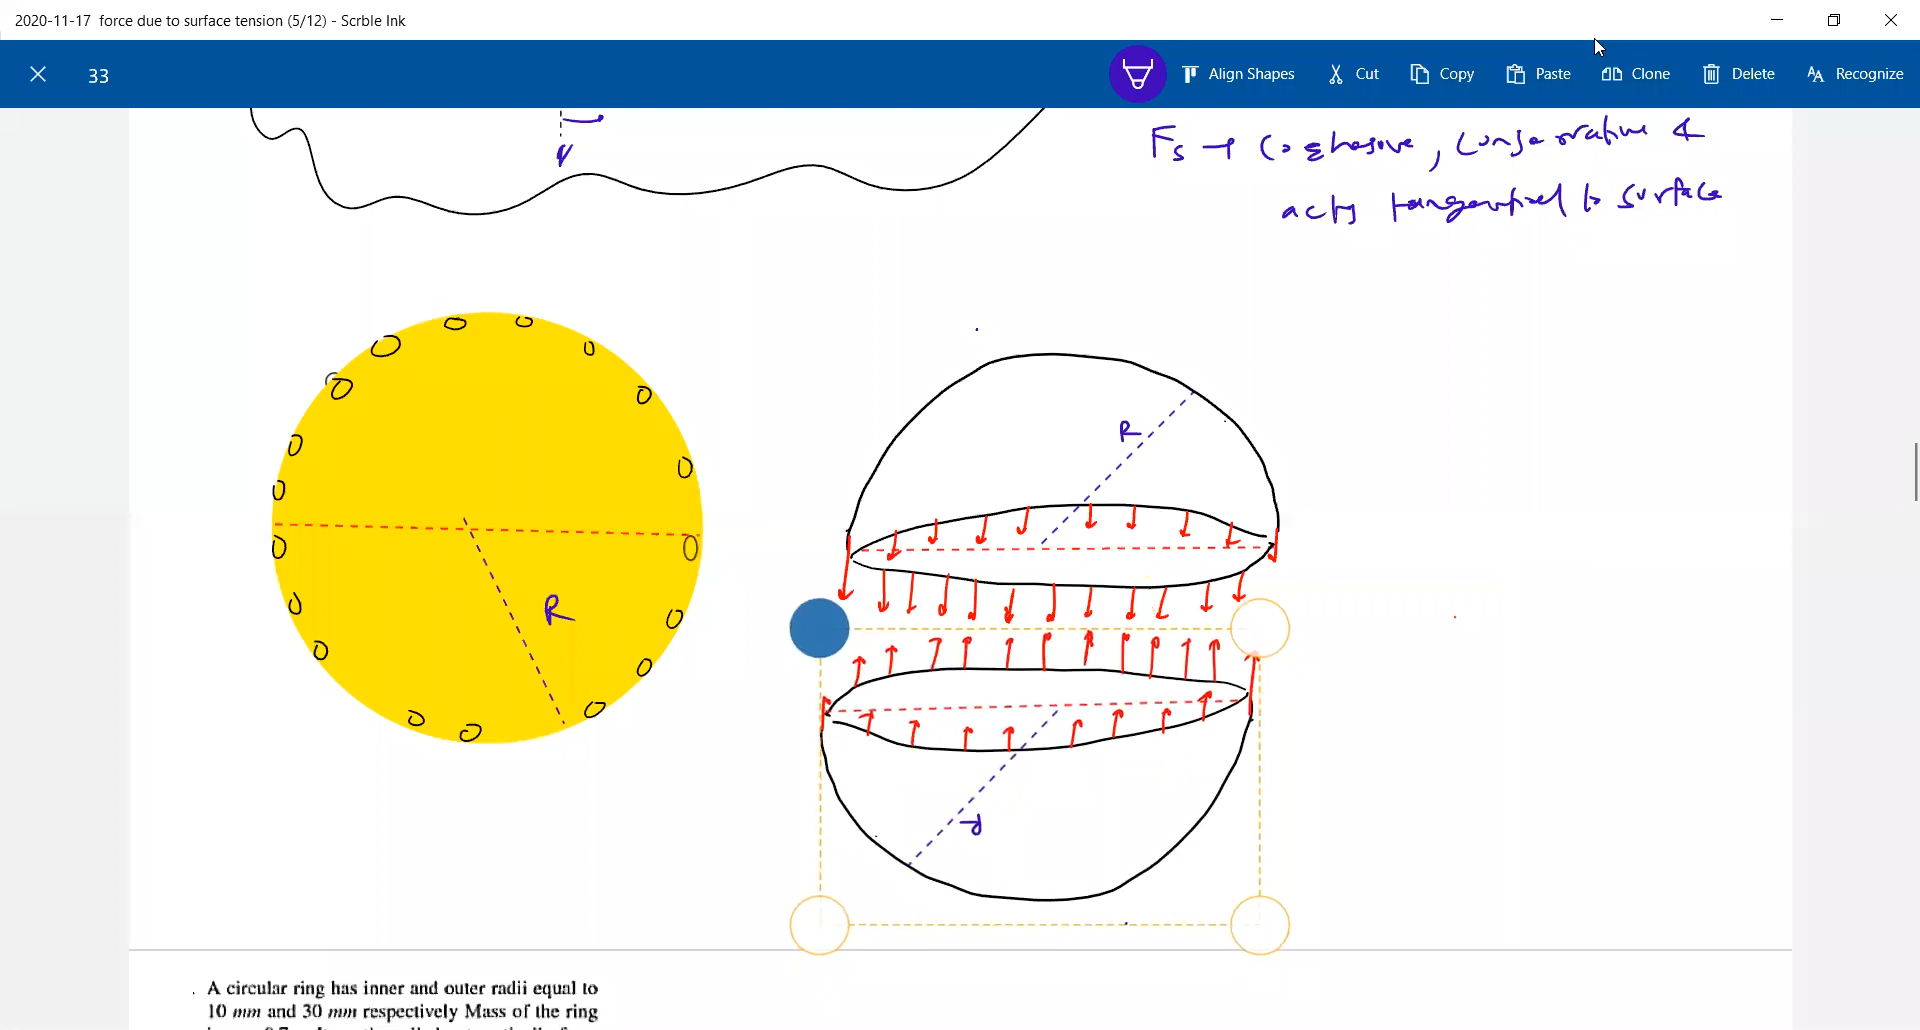 2020-11-17 force due to surface tension (5/12) - Scrble Ink
33
Align Shapes
Cut
Copy
Paste
Clone
Delete
Recognize
Fs → Cohesive, conservative &
acts tangential to surface
R
R
A circular ring has inner and outer radii equal to
10 mm and 30 mm respectively Mass of the ring